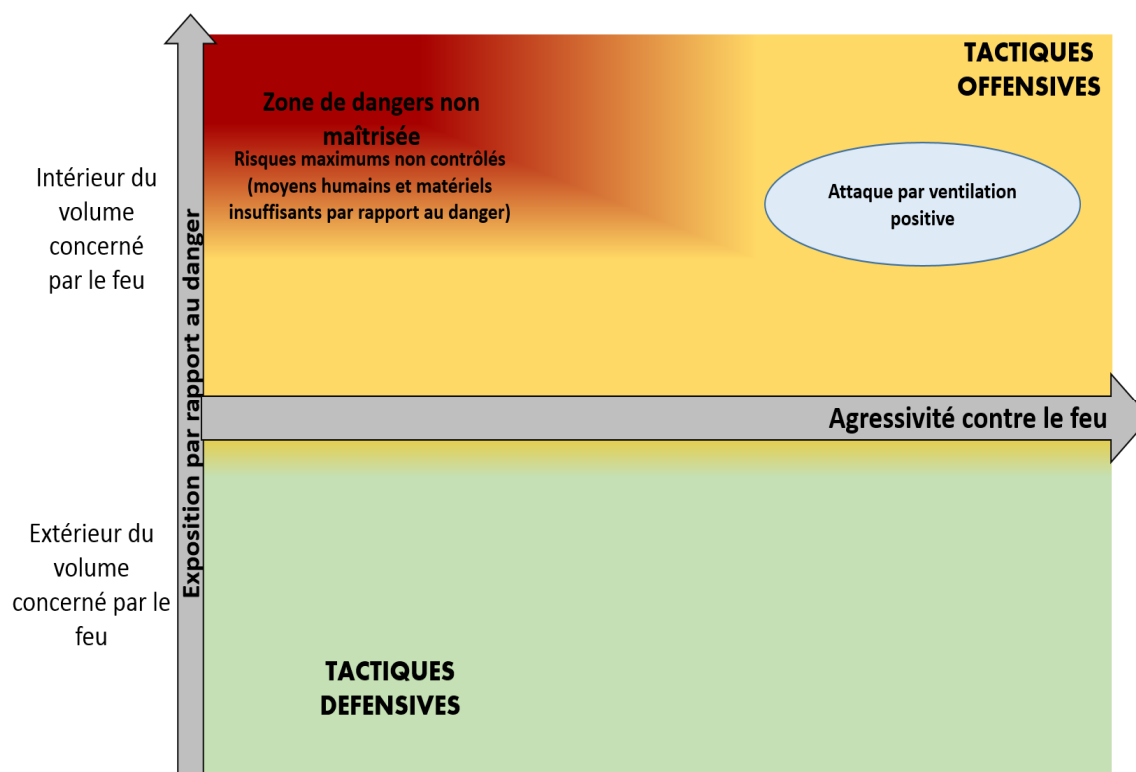 TACTIQUES
OFFENSIVES
Zone de dangers non
maîtrisée
Risques maximums non contrôlés
(moyens humains et matériels
insuffisants par rapport au danger)
Attaque par ventilation
positive
Intérieur du
volume
concerné
par le feu
Exposition par rapport au danger
Agressivité contre le feu
Extérieur du
volume
concerné par le
feu
TACTIQUES
DEFENSIVES